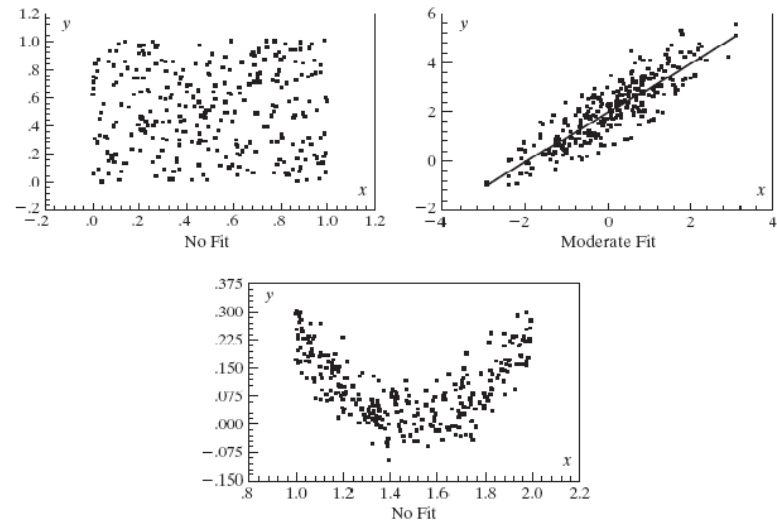 y
1.2
1.0
.8
.6
.4
.2
.0
−.2
−.2 .0 .2 .4 .6 .8 1.0 1.2
x
No Fit
y
6
4
2
0
−2
−4 −2 0 2 4
x
Moderate Fit
y
.375
.300
.225
.150
.075
.000
−.075
−.150
.8 1.0 1.2 1.4 1.6 1.8 2.0 2.2
x
No Fit